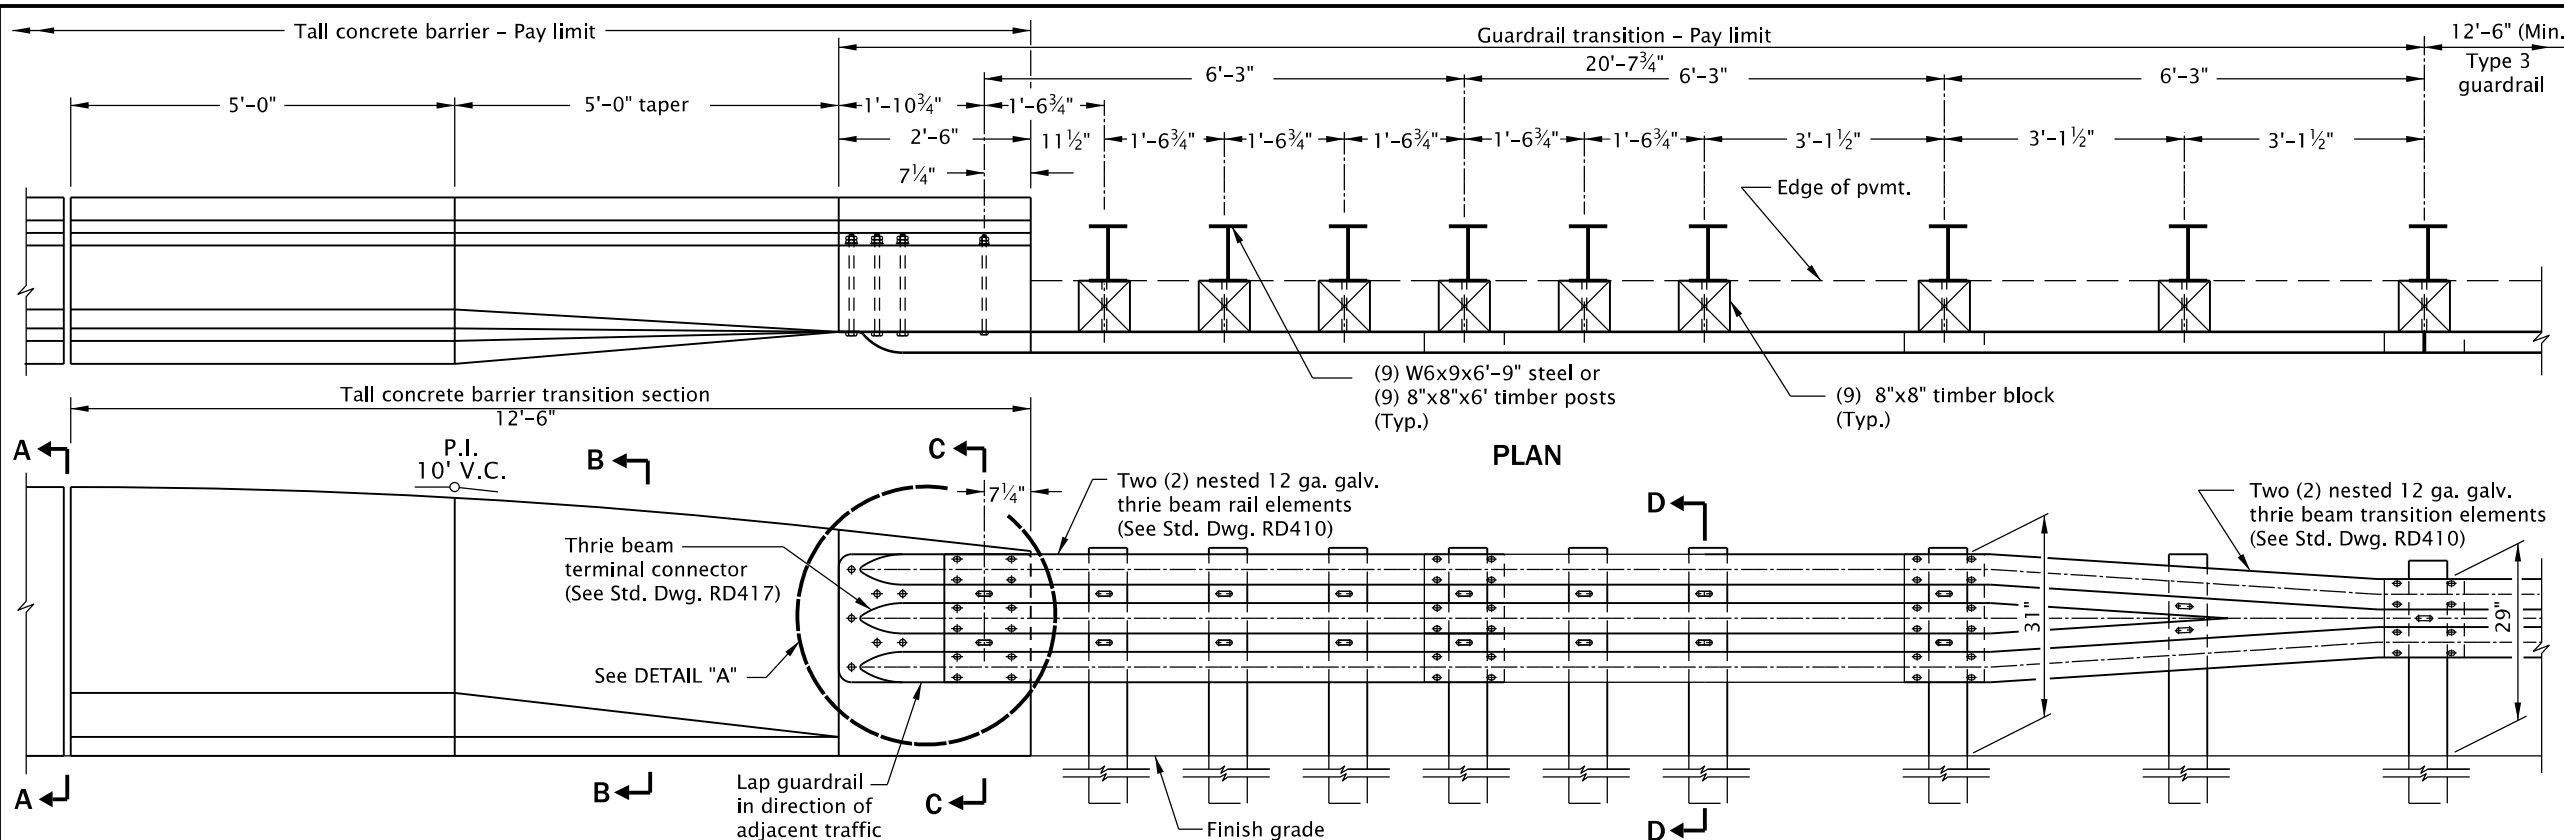 Tall concrete barrier – Pay limit
Guardrail transition – Pay limit
20'–7¾"
12'–6" (Min.
Type 3
guardrail
6'–3"
6'–3"
6'–3"
5'–0"
5'–0" taper
1'–10¾"
1'–6¾"
2'–6"
11½"
1'–6¾"
1'–6¾"
1'–6¾"
1'–6¾"
1'–6¾"
3'–1½"
3'–1½"
3'–1½"
7¼"
Edge of pvmt.
(9) W6x9x6'–9" steel or
(9) 8"x8"x6' timber posts
(Typ.)
(9) 8"x8" timber block
(Typ.)
Tall concrete barrier transition section
12'–6"
PLAN
A
P.I.
10' V.C.
B
C
7¼"
Two (2) nested 12 ga. galv.
thrie beam rail elements
(See Std. Dwg. RD410)
D
Two (2) nested 12 ga. galv.
thrie beam transition elements
(See Std. Dwg. RD410)
Thrie beam
terminal connector
(See Std. Dwg. RD417)
See DETAIL "A"
31"
29"
A
B
Lap guardrail
in direction of
adjacent traffic
C
Finish grade
D